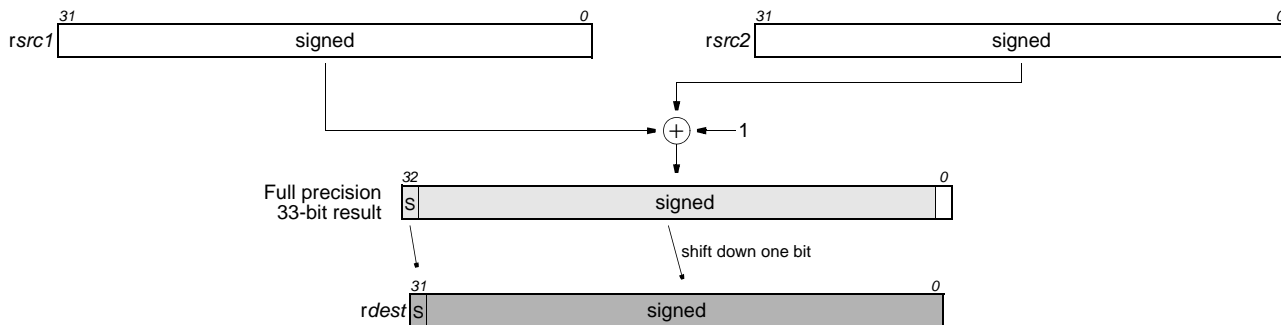 31 0 31 0
rsrc1 signed rsrc2 signed
+ 1
32 0
Full precision
33-bit result
S signed
shift down one bit
31 0
rdest S signed